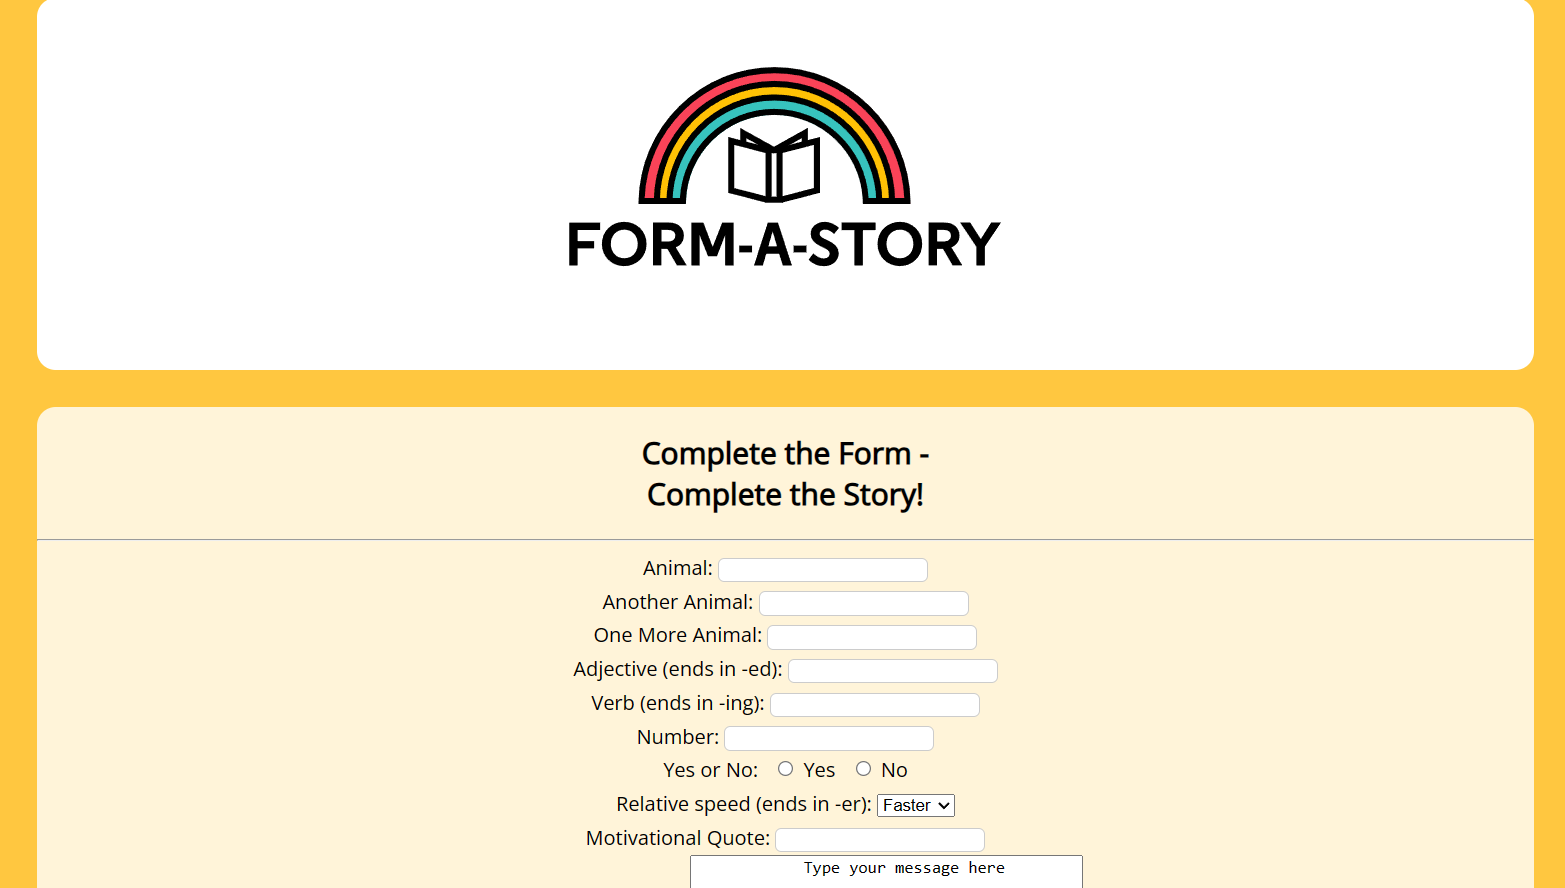 FORM-A-STORY
Complete the Form -
Complete the Story!
Animal:
Another Animal:
One More Animal:
Adjective (ends in -ed):
Verb (ends in -ing):
Number:
Yes or No: Yes No
Relative speed (ends in -er): Faster
Motivational Quote:
Type your message here